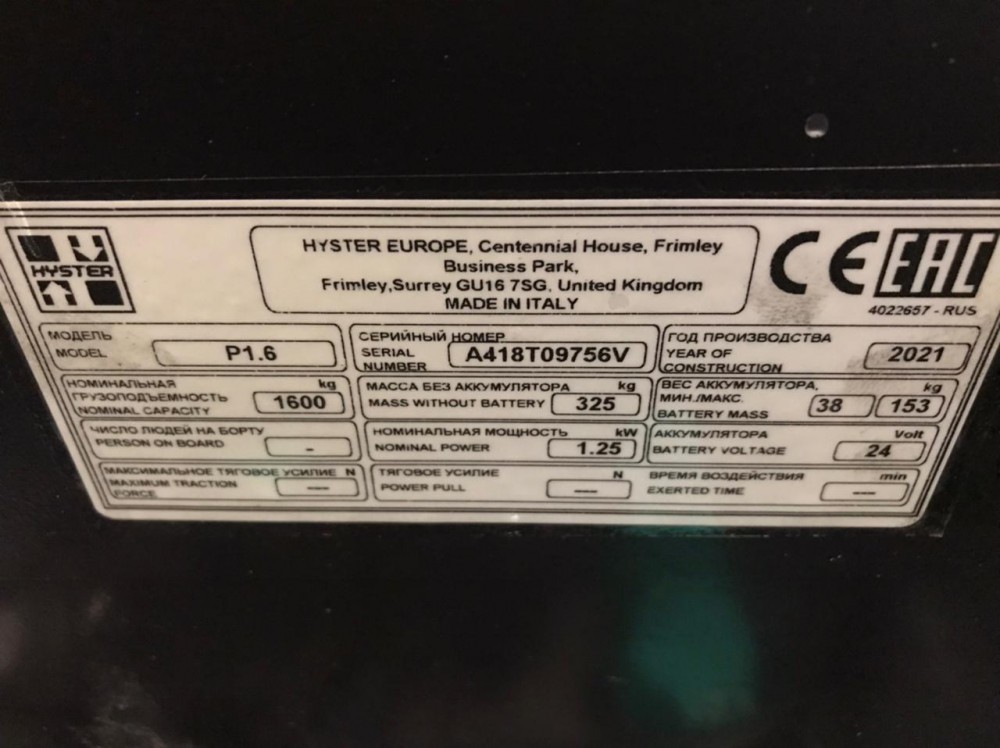 HYSTER
HYSTER EUROPE, Centennial House, Frimley
Business Park,
Frimley,Surrey GU16 7SG, United Kingdom
MADE IN ITALY
CE EAC
4022657 - RUS
МОДЕЛЬ
MODEL
P1.6
СЕРИЙНЫЙ НОМЕР
SERIAL
NUMBER
A418T09756V
ГОД ПРОИЗВОДСТВА
YEAR OF
CONSTRUCTION
2021
НОМИНАЛЬНАЯ kg
ГРУЗОПОДЪЕМНОСТЬ
NOMINAL CAPACITY
1600
МАССА БЕЗ АККУМУЛЯТОРА kg
MASS WITHOUT BATTERY
325
ВЕС АККУМУЛЯТОРА, kg
МИН./МАКС.
BATTERY MASS
38
153
ЧИСЛО ЛЮДЕЙ НА БОРТУ
PERSON ON BOARD
-
НОМИНАЛЬНАЯ МОЩНОСТЬ kW
NOMINAL POWER
1.25
АККУМУЛЯТОРА Volt
BATTERY VOLTAGE
24
МАКСИМАЛЬНОЕ ТЯГОВОЕ УСИЛИЕ N
MAXIMUM TRACTION
FORCE
---
ТЯГОВОЕ УСИЛИЕ N
POWER PULL
---
ВРЕМЯ ВОЗДЕЙСТВИЯ min
EXERTED TIME
---